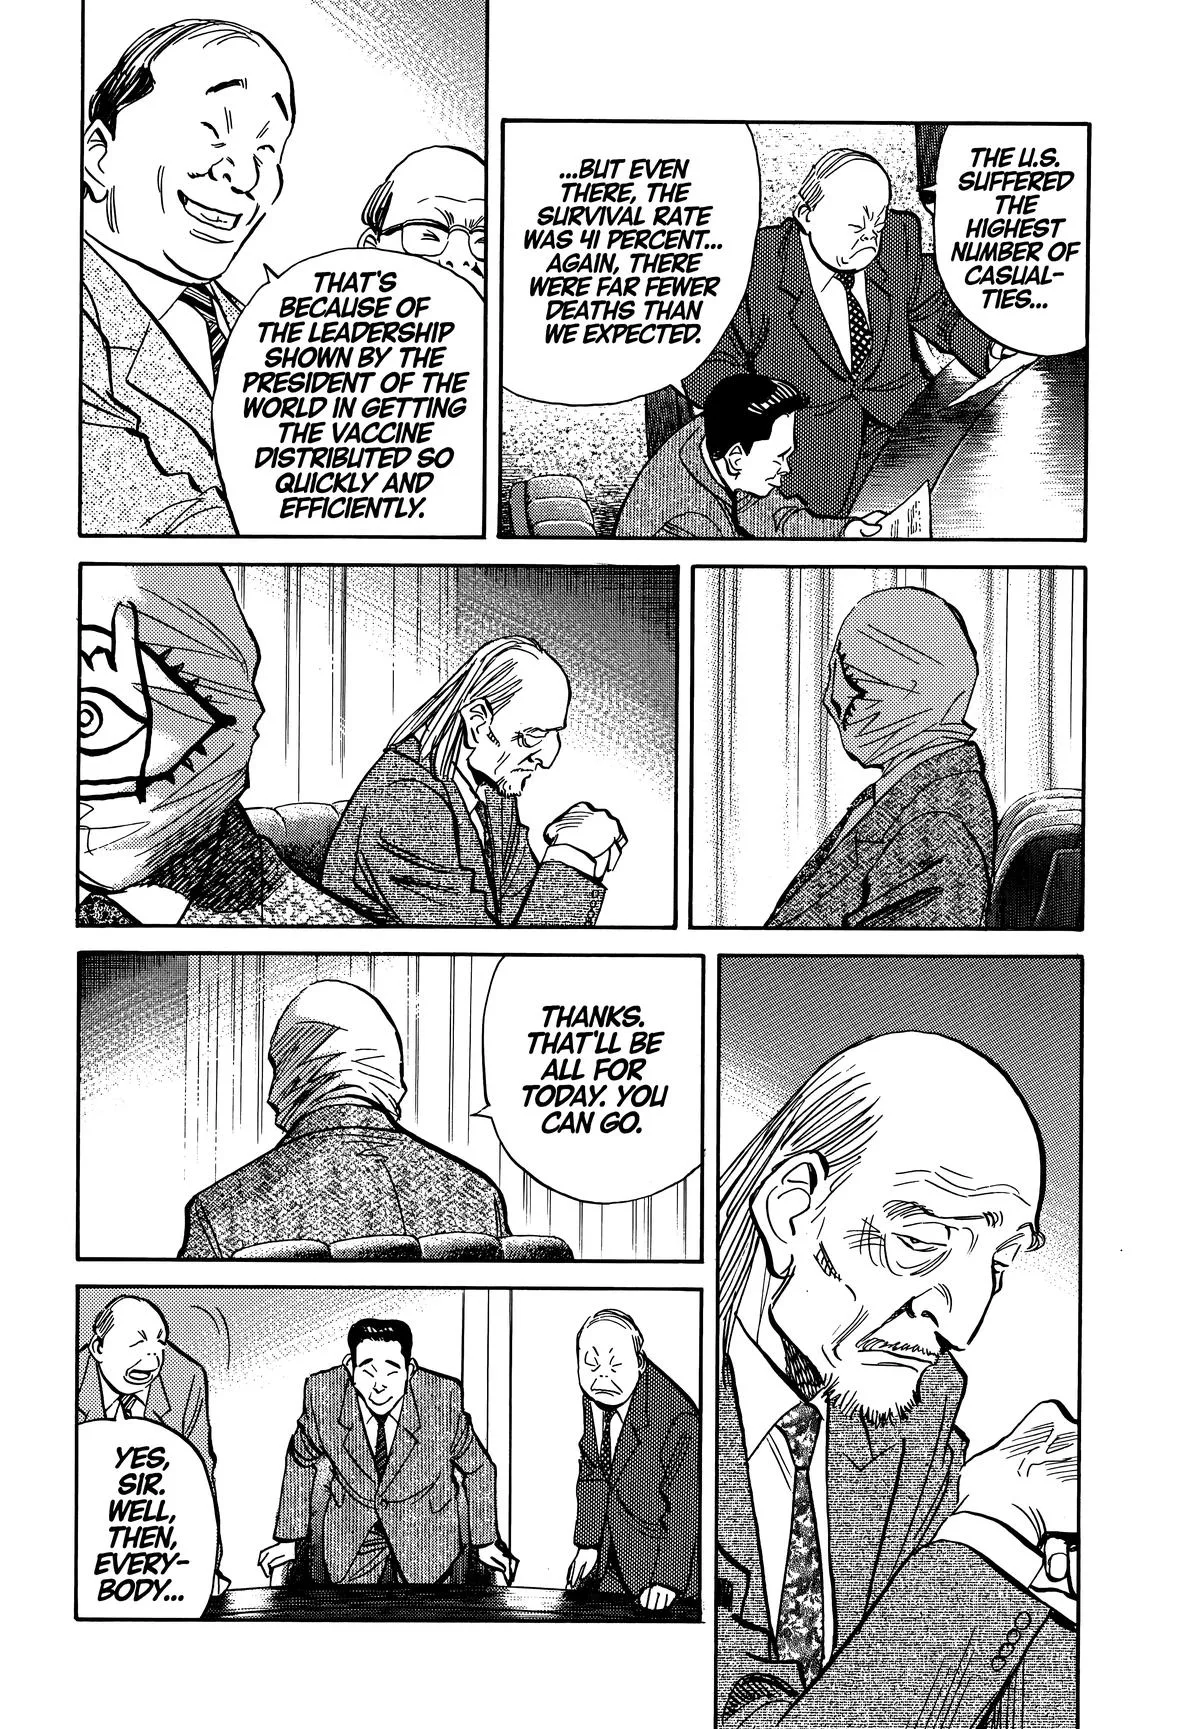 THE U.S.
SUFFERED
THE
HIGHEST
NUMBER OF
CASUAL-
TIES...
...BUT EVEN
THERE, THE
SURVIVAL RATE
WAS 41 PERCENT...
AGAIN, THERE
WERE FAR FEWER
DEATHS THAN
WE EXPECTED.
THAT'S
BECAUSE OF
THE LEADERSHIP
SHOWN BY THE
PRESIDENT OF THE
WORLD IN GETTING
THE VACCINE
DISTRIBUTED SO
QUICKLY AND
EFFICIENTLY.
THANKS.
THAT'LL BE
ALL FOR
TODAY. YOU
CAN GO.
YES,
SIR.
WELL,
THEN,
EVERY-
BODY...